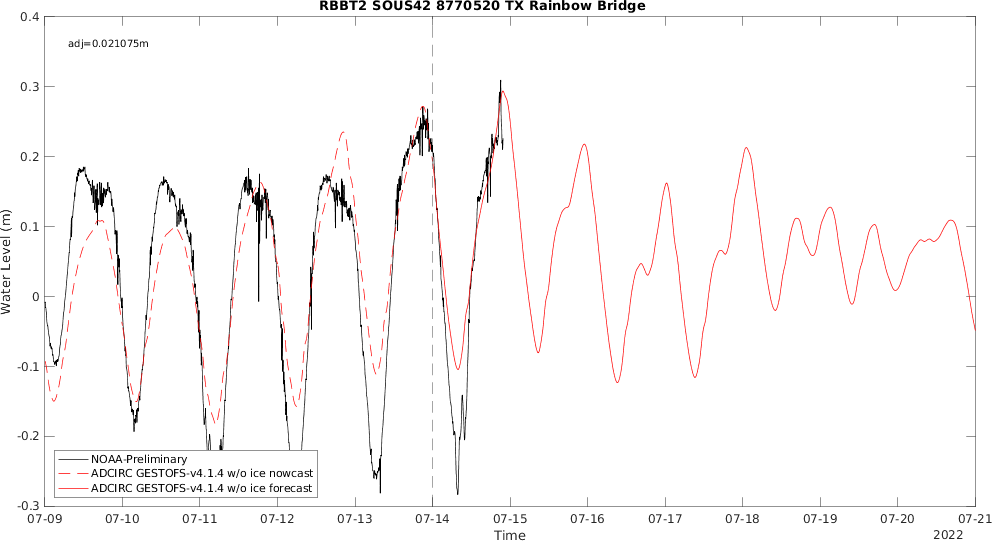 RBBT2 SOUS42 8770520 TX Rainbow Bridge
adj=0.021075m
0.4
0.3
0.2
0.1
0
-0.1
-0.2
-0.3
Water Level (m)
NOAA-Preliminary
ADCIRC GESTOFS-v4.1.4 w/o ice nowcast
ADCIRC GESTOFS-v4.1.4 w/o ice forecast
07-09 07-10 07-11 07-12 07-13 07-14 07-15 07-16 07-17 07-18 07-19 07-20 07-21
Time
2022